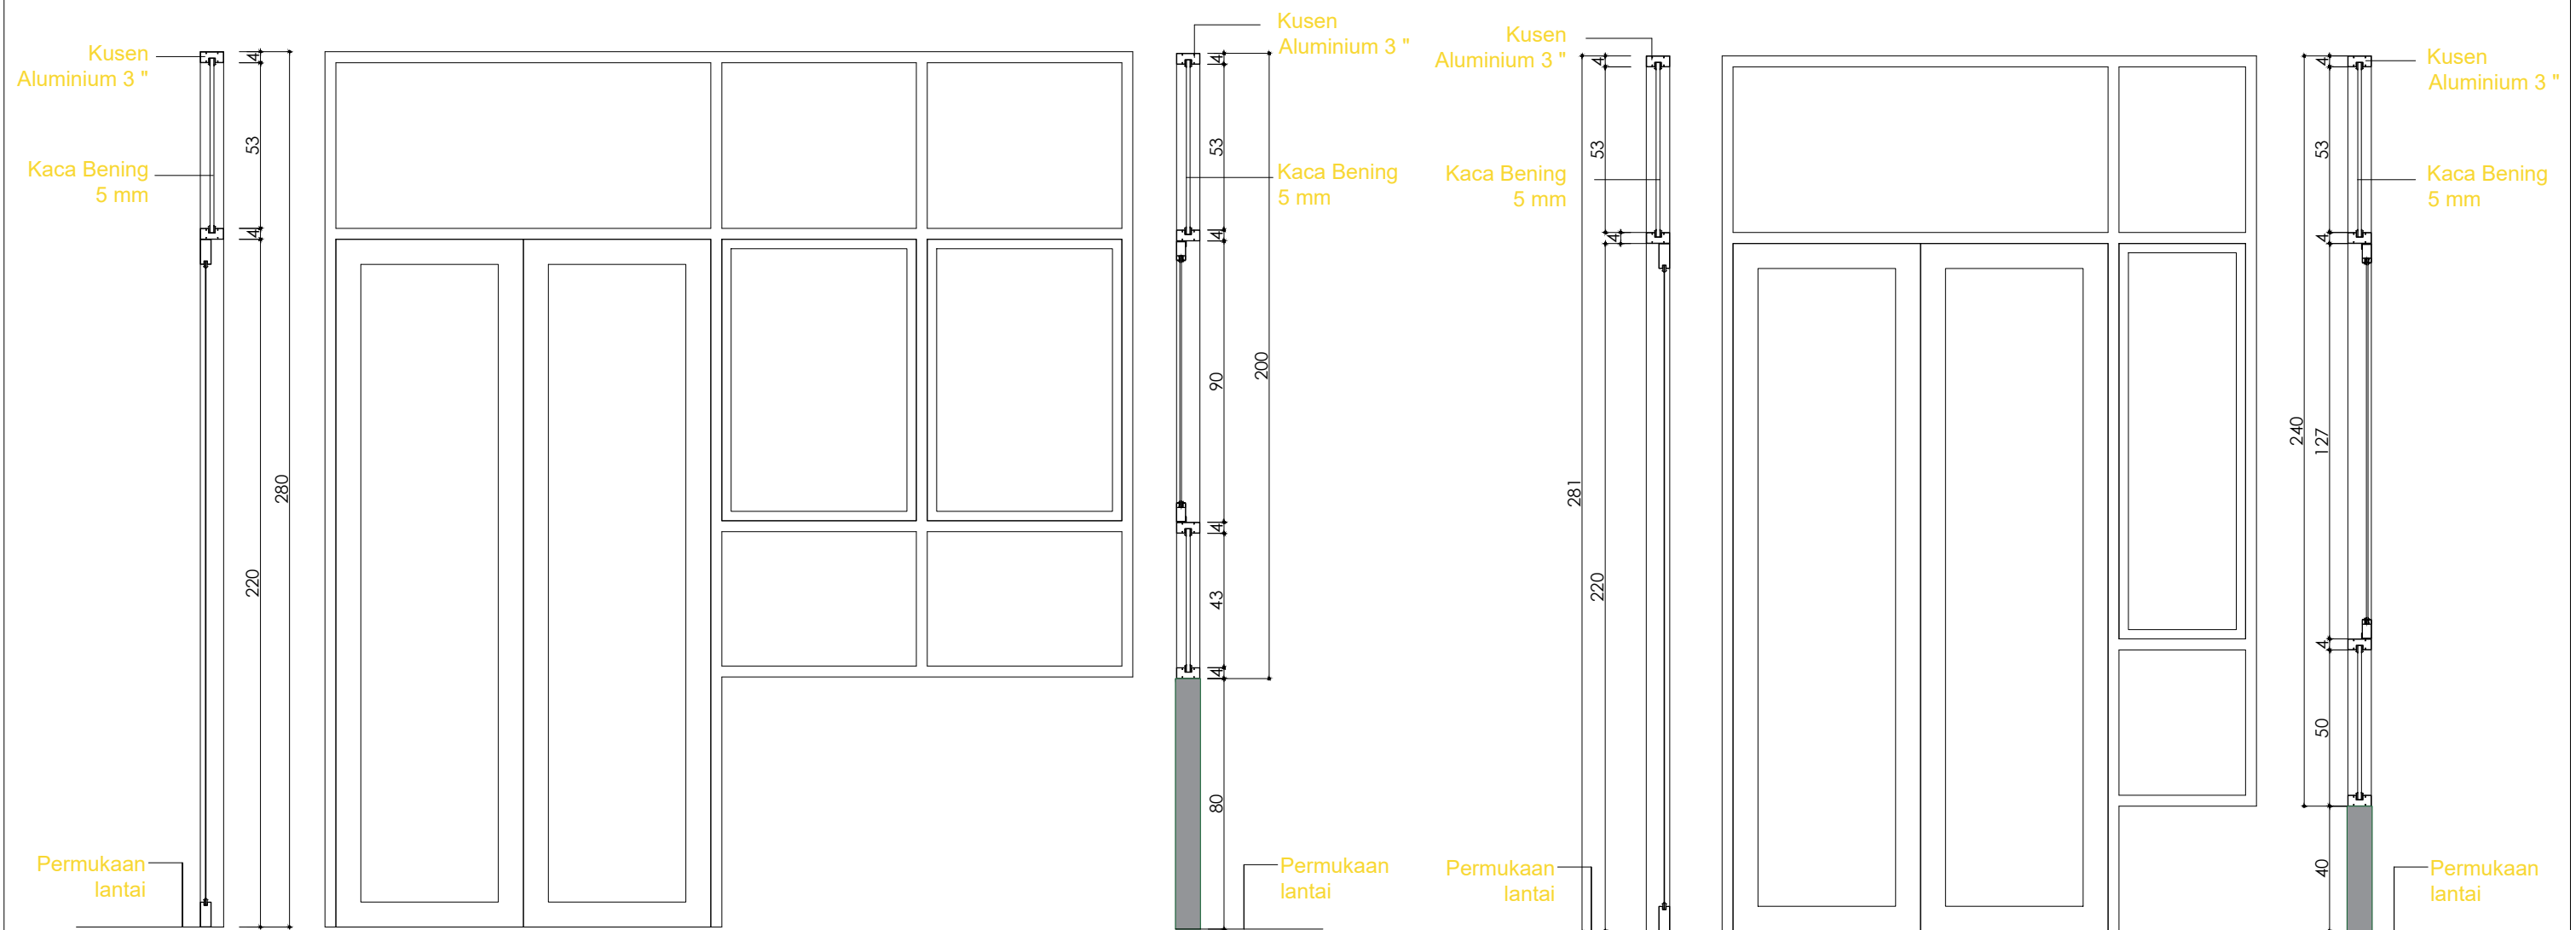 Kusen
Aluminium 3 "
Kaca Bening
5 mm
Permukaan
lantai
4
53
4
220
280
Kusen
Aluminium 3 "
Kaca Bening
5 mm
Permukaan
lantai
4
53
4
90
4
43
4
80
200
Kusen
Aluminium 3 "
Kaca Bening
5 mm
Permukaan
lantai
4
53
4
220
281
Kusen
Aluminium 3 "
Kaca Bening
5 mm
Permukaan
lantai
4
53
4
127
4
50
40
240